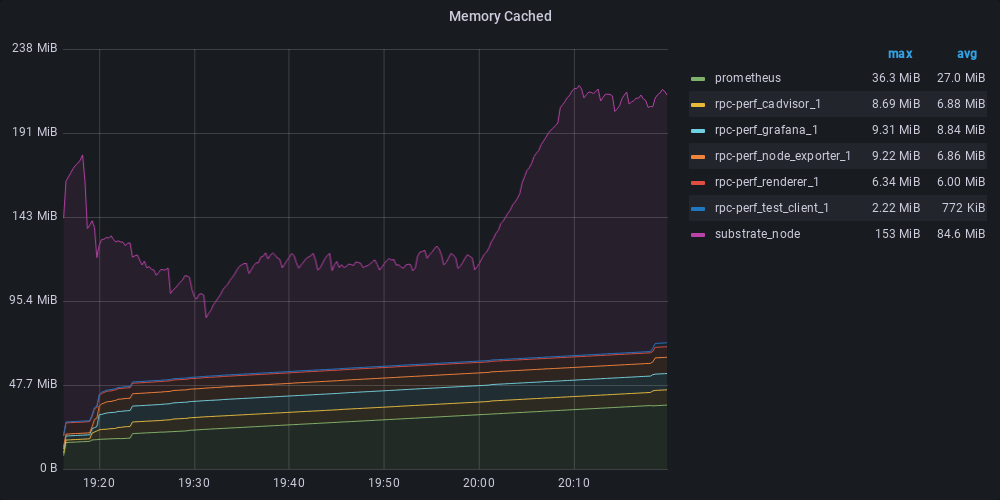 Memory Cached
238 MiB
191 MiB
143 MiB
95.4 MiB
47.7 MiB
0 B
19:20 19:30 19:40 19:50 20:00 20:10
max avg
prometheus 36.3 MiB 27.0 MiB
rpc-perf_cadvisor_1 8.69 MiB 6.88 MiB
rpc-perf_grafana_1 9.31 MiB 8.84 MiB
rpc-perf_node_exporter_1 9.22 MiB 6.86 MiB
rpc-perf_renderer_1 6.34 MiB 6.00 MiB
rpc-perf_test_client_1 2.22 MiB 772 KiB
substrate_node 153 MiB 84.6 MiB